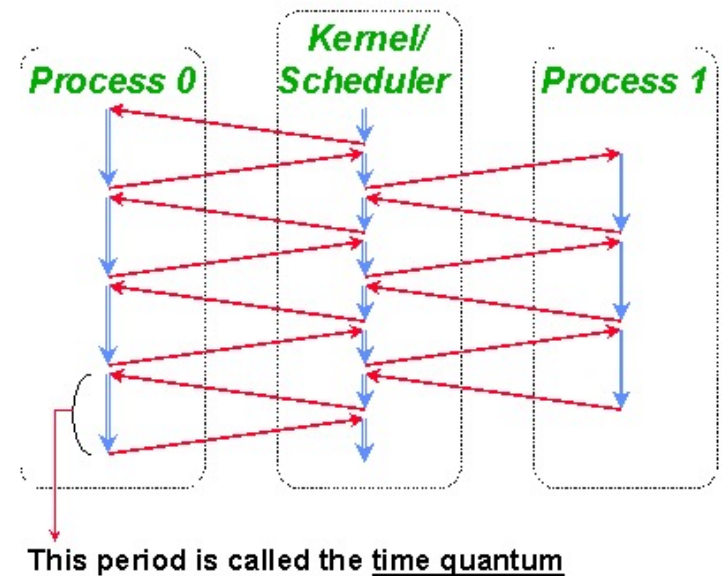 Kernel/
Process 0 Scheduler Process 1
This period is called the time quantum